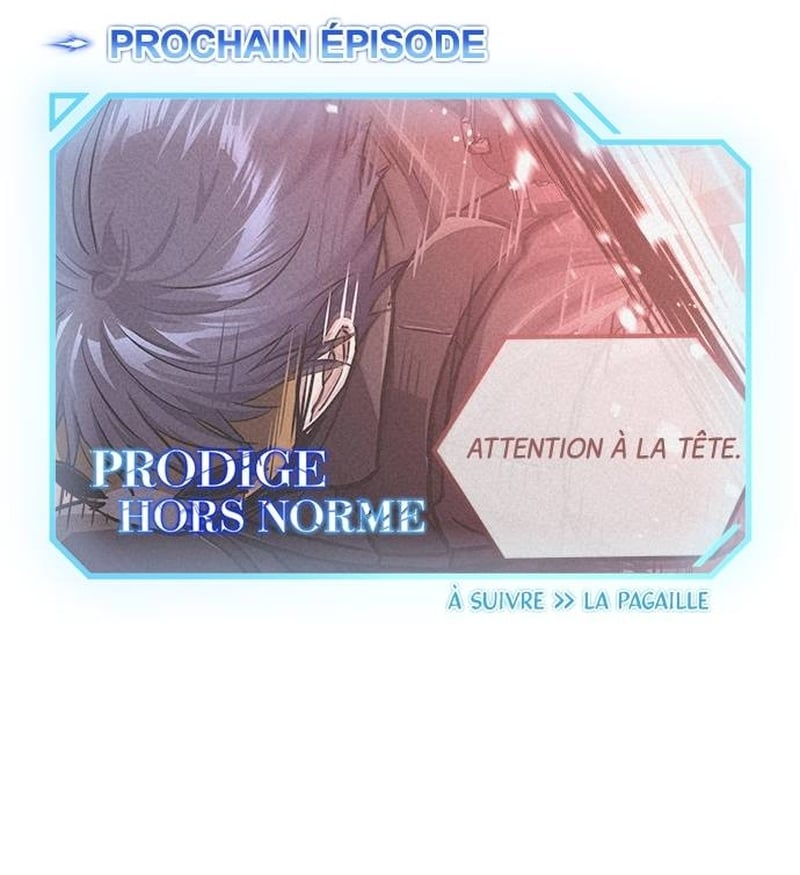 PROCHAIN ÉPISODE
ATTENTION À LA TÊTE.
PRODIGE
HORS NORME
À SUIVRE >> LA PAGAILLE